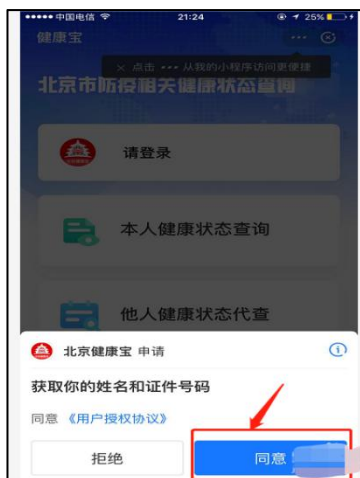 中国电信 21:24 25%
健康宝
× 点击 ••• 从我的小程序访问更便捷
北京市防疫相关健康状态查询
请登录
本人健康状态查询
他人健康状态代查
北京健康宝 申请
获取你的姓名和证件号码
同意 《用户授权协议》
拒绝 同意